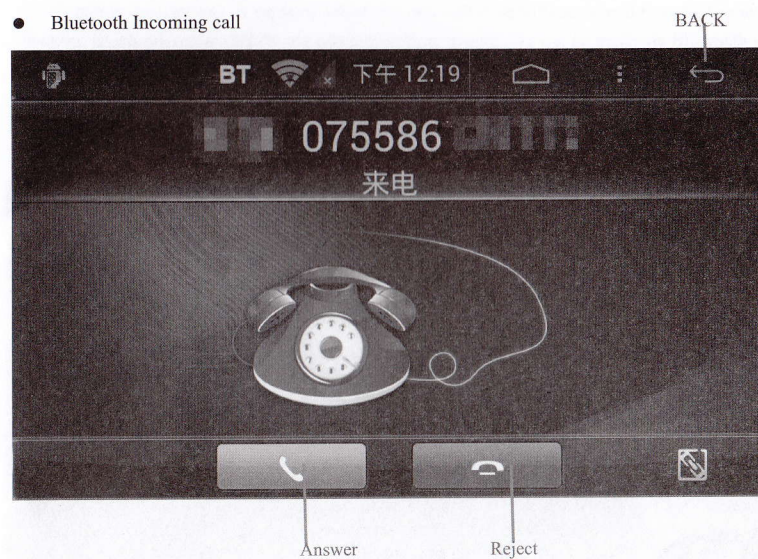 ● Bluetooth Incoming call
BACK
BT 下午 12:19
075586
来电
Answer
Reject